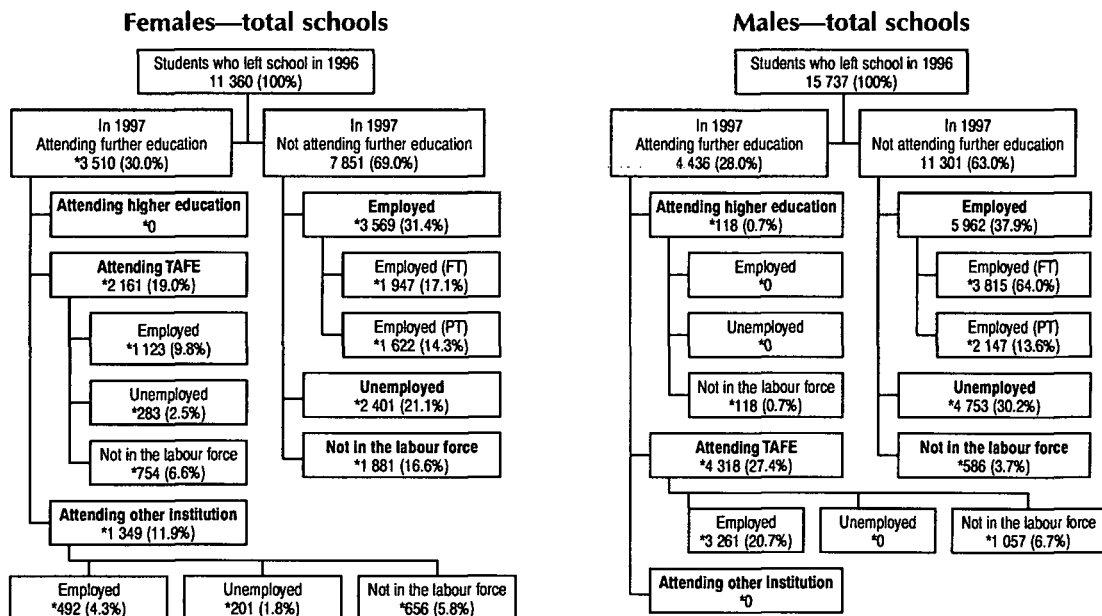 Females—total schools
Students who left school in 1996
11 360 (100%)
In 1997
Attending further education
*3 510 (30.0%)
In 1997
Not attending further education
7 851 (69.0%)
Attending higher education
*0
Attending TAFE
*2 161 (19.0%)
Employed
*1 123 (9.8%)
Unemployed
*283 (2.5%)
Not in the labour force
*754 (6.6%)
Attending other institution
*1 349 (11.9%)
Employed
*492 (4.3%)
Unemployed
*201 (1.8%)
Not in the labour force
*656 (5.8%)
Employed
*3 569 (31.4%)
Employed (FT)
*1 947 (17.1%)
Employed (PT)
*1 622 (14.3%)
Unemployed
*2 401 (21.1%)
Not in the labour force
*1 881 (16.6%)
Males—total schools
Students who left school in 1996
15 737 (100%)
In 1997
Attending further education
4 436 (28.0%)
In 1997
Not attending further education
11 301 (63.0%)
Attending higher education
*118 (0.7%)
Employed
*0
Unemployed
*0
Not in the labour force
*118 (0.7%)
Attending TAFE
*4 318 (27.4%)
Employed
*3 261 (20.7%)
Unemployed
*0
Not in the labour force
*1 057 (6.7%)
Attending other Institution
*0
Employed
5 962 (37.9%)
Employed (FT)
*3 815 (64.0%)
Employed (PT)
*2 147 (13.6%)
Unemployed
*4 753 (30.2%)
Not in the labour force
*586 (3.7%)